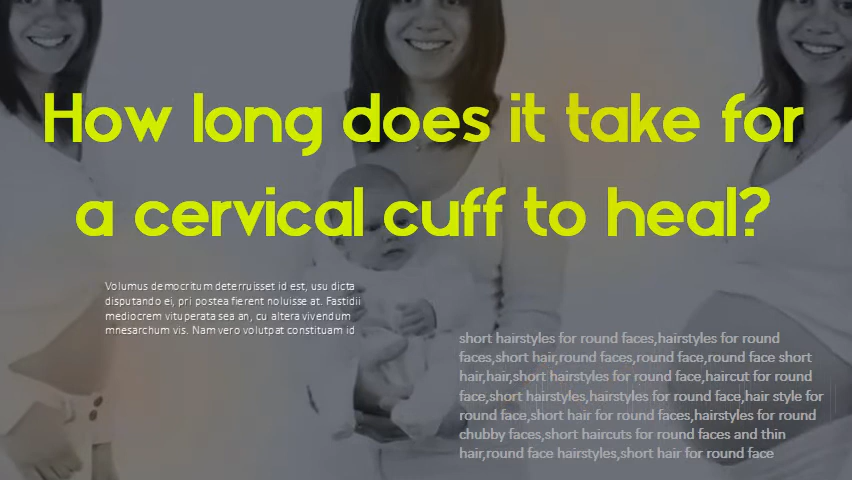 How long does it take for
a cervical cuff to heal?
Volumus democritum deterruisset id est, usu dicta
disputando ei, pri postea fierent noluisse at. Fastidii
mediocrem vituperata sea an, cu altera vivendum
mnesarchum vis. Nam vero volutpat constituam id
short hairstyles for round faces,hairstyles for round
faces,short hair,round faces,round face,round face short
hair,hair,short hairstyles for round face,haircut for round
face,short hairstyles,hairstyles for round face,hair style for
round face,short hair for round faces,hairstyles for round
chubby faces,short haircuts for round faces and thin
hair,round face hairstyles,short hair for round face